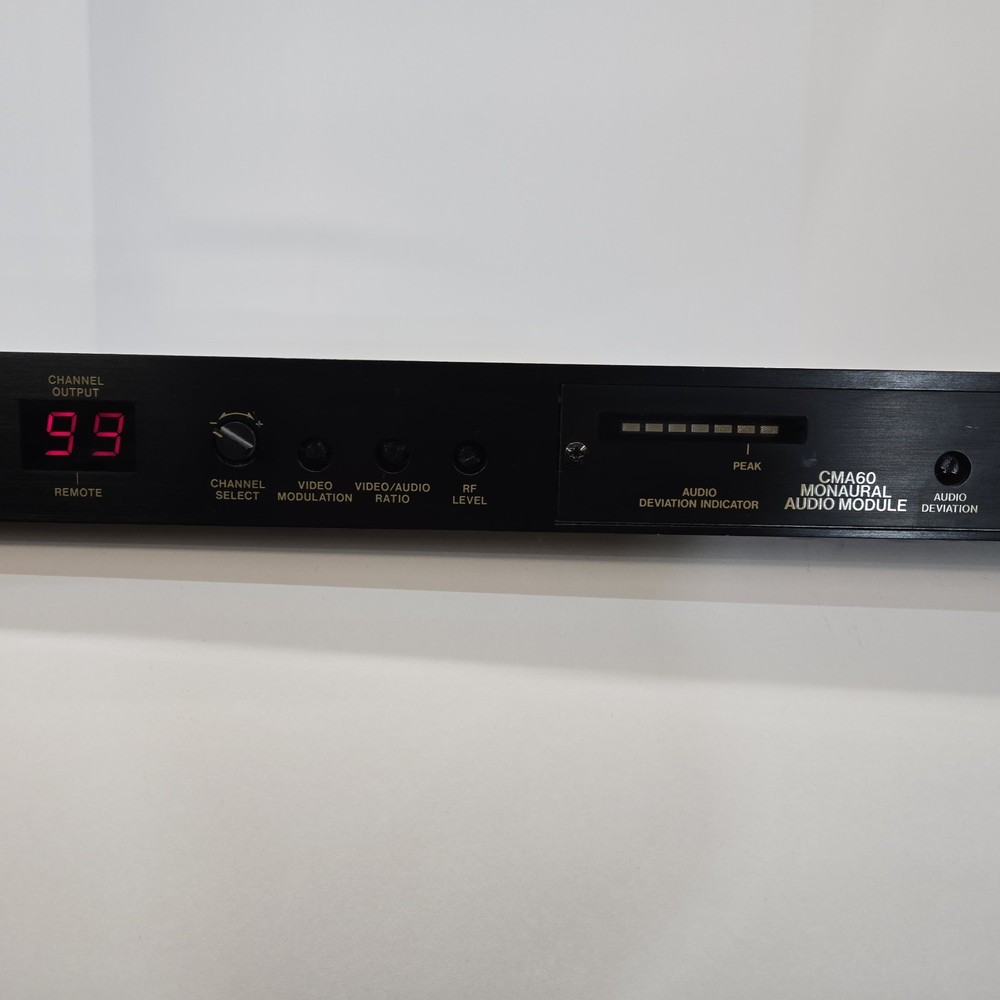 CHANNEL
OUTPUT
99
REMOTE
CHANNEL
SELECT
VIDEO
MODULATION
VIDEO/AUDIO
RATIO
RF
LEVEL
PEAK
AUDIO
DEVIATION INDICATOR
CMA60
MONAURAL
AUDIO MODULE
AUDIO
DEVIATION